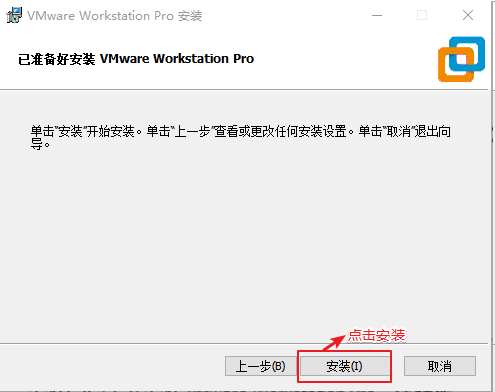 VMware Workstation Pro 安装
已准备好安装 VMware Workstation Pro
单击“安装”开始安装。单击“上一步”查看或更改任何安装设置。单击“取消”退出向
导。
点击安装
上一步(B)
安装(I)
取消